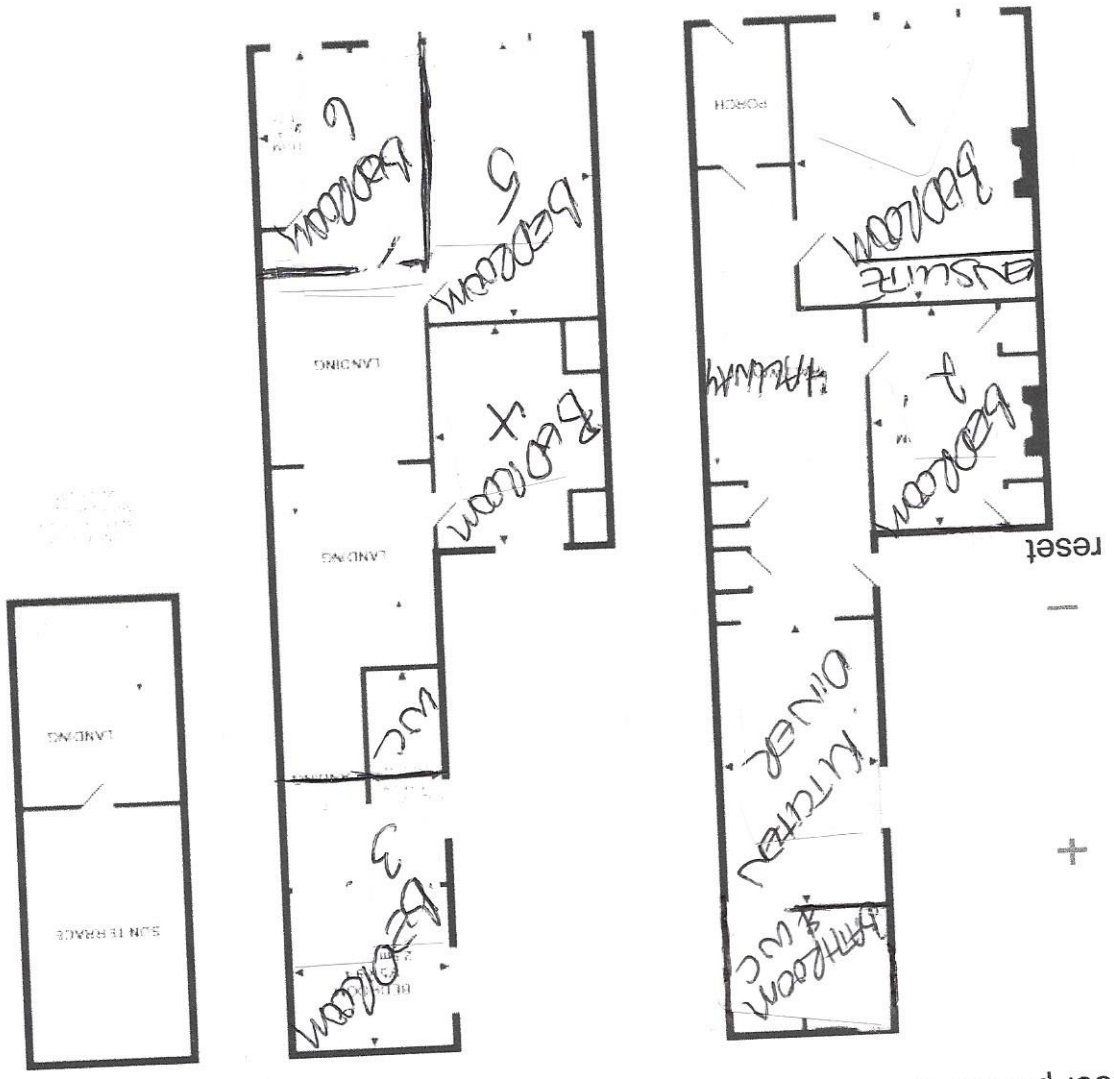 +
−
reset
BATHROOM
& WC
KITCHEN
DINER
BEDROOM
2
HALLWAY
ENSUITE
BEDROOM
1
PORCH
BEDROOM
3
WC
LANDING
BEDROOM
4
LANDING
BEDROOM
5
BEDROOM
6
SUN TERRACE
LANDING